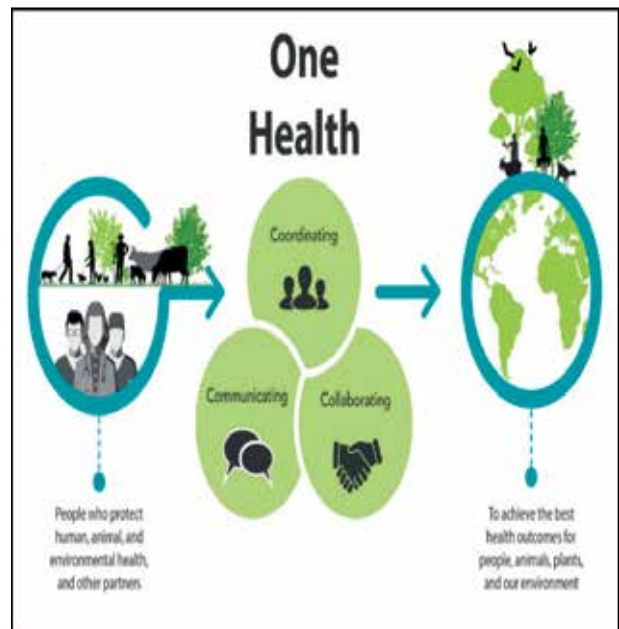 One
Health
Coordinating
Communicating
Collaborating
People who protect
human, animal, and
environmental health,
and other partners
To achieve the best
health outcomes for
people, animals, plants,
and our environment